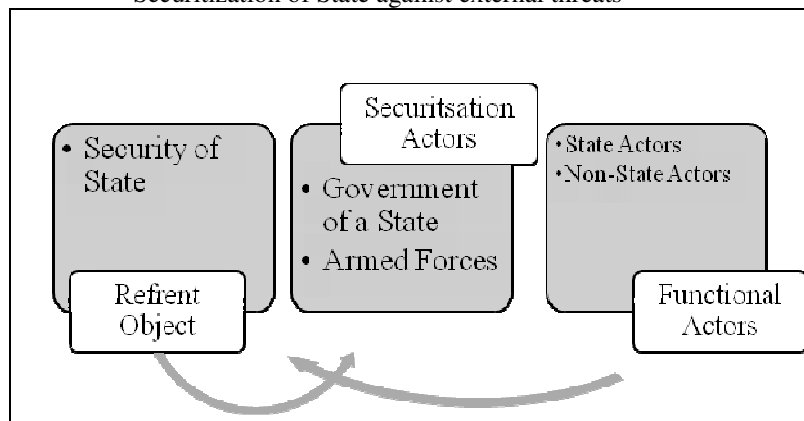 Securitization of State against external threats
• Security of
State
Refrent
Object
Securitsation
Actors
• Government
of a State
• Armed Forces
• State Actors
• Non-State Actors
Functional
Actors